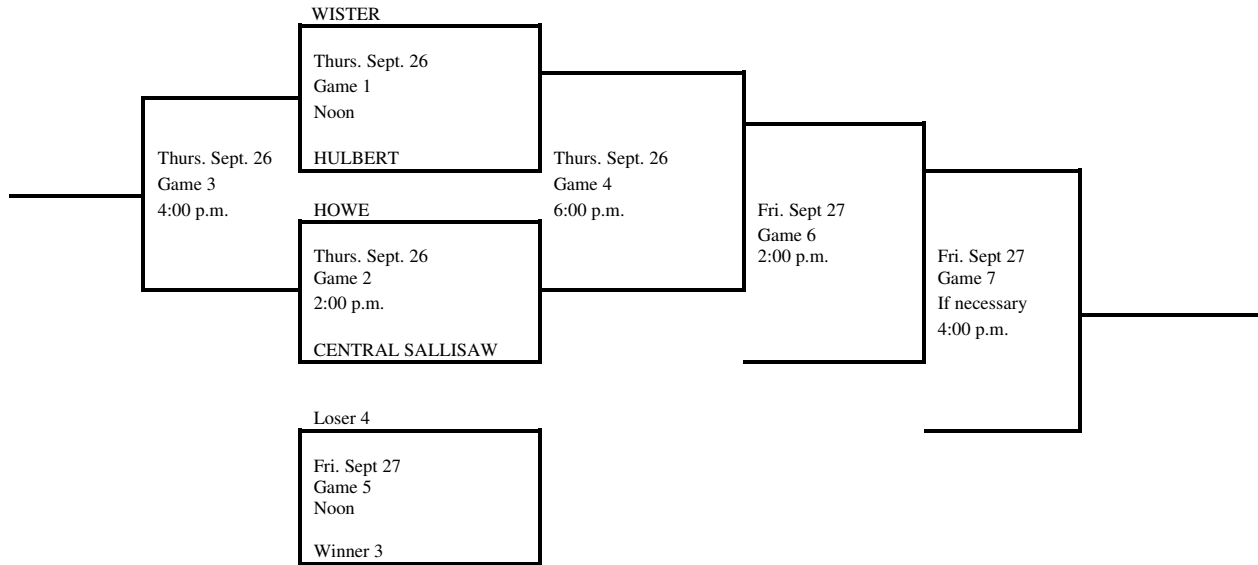 WISTER
Thurs. Sept. 26
Game 1
Noon
HULBERT
Thurs. Sept. 26
Game 3
4:00 p.m.
HOWE
Thurs. Sept. 26
Game 2
2:00 p.m.
CENTRAL SALLISAW
Thurs. Sept. 26
Game 4
6:00 p.m.
Loser 4
Fri. Sept 27
Game 5
Noon
Winner 3
Fri. Sept 27
Game 6
2:00 p.m.
Fri. Sept 27
Game 7
If necessary
4:00 p.m.